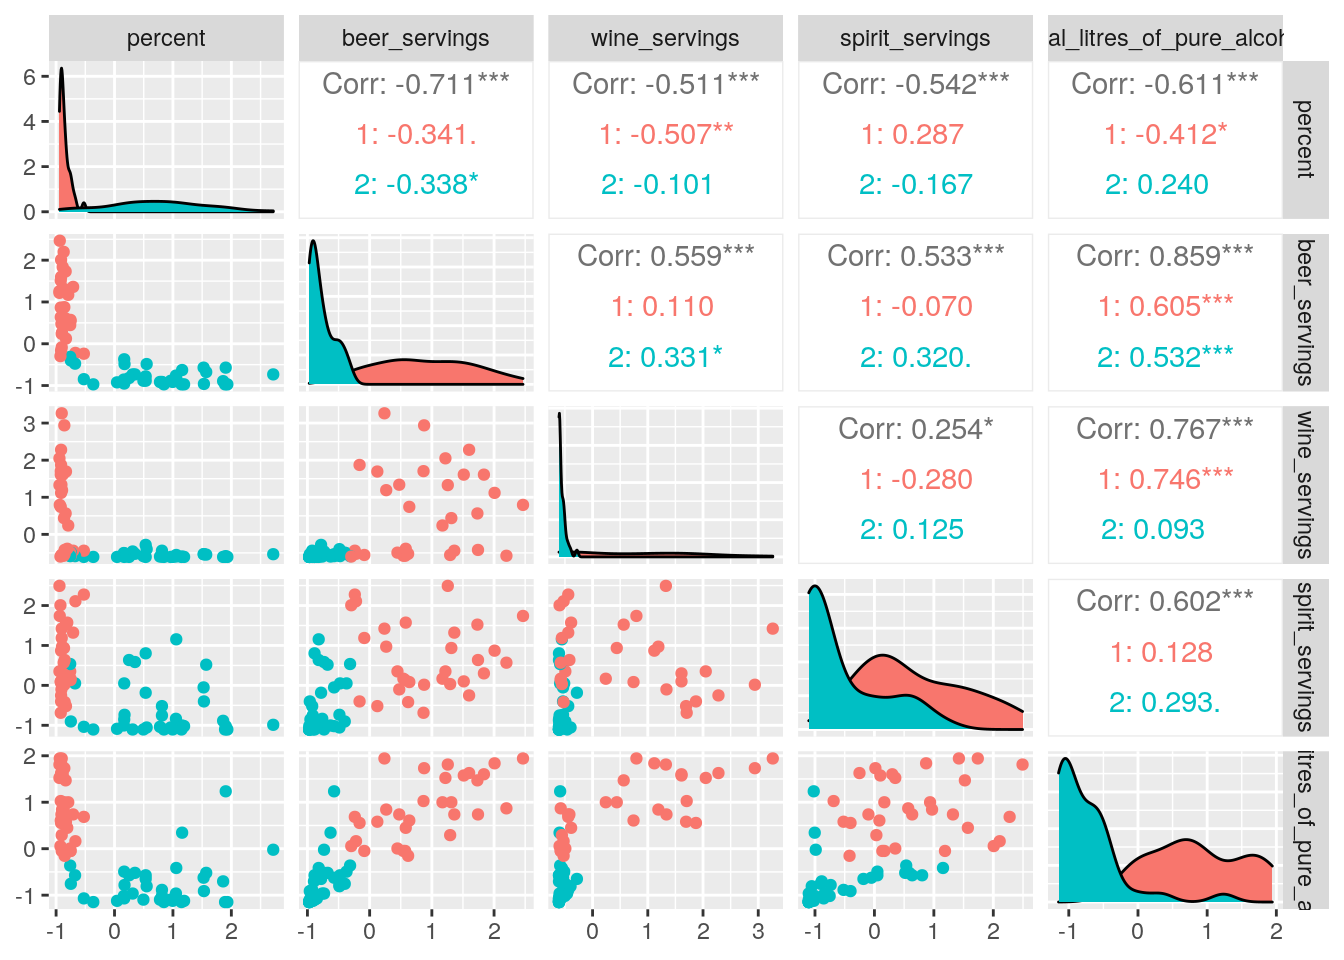 percent beer_servings wine_servings spirit_servings al_litres_of_pure_alcoh
6
4
2
0
Corr: -0.711***
1: -0.341.
2: -0.338*
Corr: -0.511***
1: -0.507**
2: -0.101
Corr: -0.542***
1: 0.287
2: -0.167
Corr: -0.611***
1: -0.412*
2: 0.240
percent
2
1
0
-1
Corr: 0.559***
1: 0.110
2: 0.331*
Corr: 0.533***
1: -0.070
2: 0.320.
Corr: 0.859***
1: 0.605***
2: 0.532***
beer_servings
3
2
1
0
Corr: 0.254*
1: -0.280
2: 0.125
Corr: 0.767***
1: 0.746***
2: 0.093
wine_servings
2
1
0
-1
Corr: 0.602***
1: 0.128
2: 0.293.
spirit_servings
2
1
0
-1
itres_of_pure_a
-1 0 1 2
-1 0 1 2
0 1 2 3
-1 0 1 2
-1 0 1 2